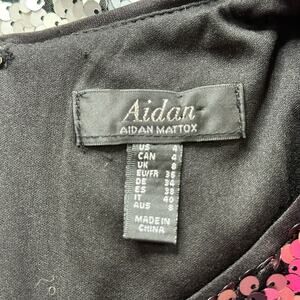 Aidan
AIDAN MATTOX
US 4
CAN 4
UK 8
EU/FR 36
DE 34
ES 38
IT 40
AUS 8
MADE IN
CHINA